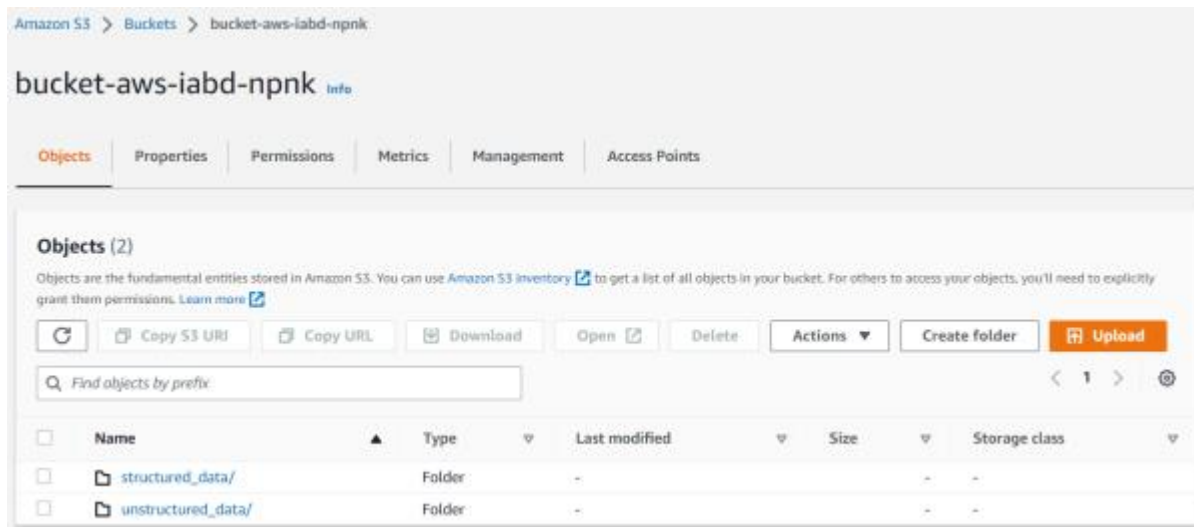 Amazon S3 > Buckets > bucket-aws-iabd-npnk
bucket-aws-iabd-npnk Info
Objects Properties Permissions Metrics Management Access Points
Objects (2)
Objects are the fundamental entities stored in Amazon S3. You can use Amazon S3 inventory to get a list of all objects in your bucket. For others to access your objects, you'll need to explicitly
grant them permissions. Learn more
Copy S3 URI Copy URL Download Open Delete Actions Create folder Upload
Find objects by prefix
< 1 >
Name Type Last modified Size Storage class
structured_data/ Folder - - -
unstructured_data/ Folder - - -